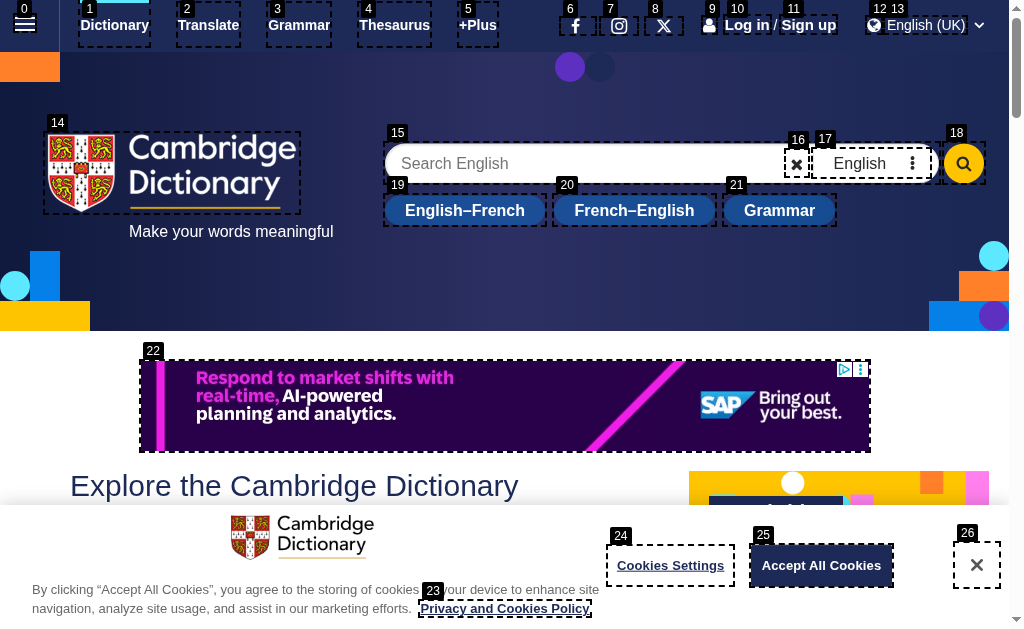 0
1
2
3
4
5
6
7
8
9
10
11
12
13
Dictionary
Translate
Grammar
Thesaurus
+Plus
Log in / Sign up
English (UK)
14
Cambridge
Dictionary
Make your words meaningful
15
16
17
18
Search English
English
19
20
21
English–French
French–English
Grammar
22
Respond to market shifts with
real-time, AI-powered
planning and analytics.
SAP
Bring out
your best.
Explore the Cambridge Dictionary
Cambridge
Dictionary
By clicking “Accept All Cookies”, you agree to the storing of cookies your device to enhance site
navigation, analyze site usage, and assist in our marketing efforts.
23
Privacy and Cookies Policy
24
Cookies Settings
25
Accept All Cookies
26